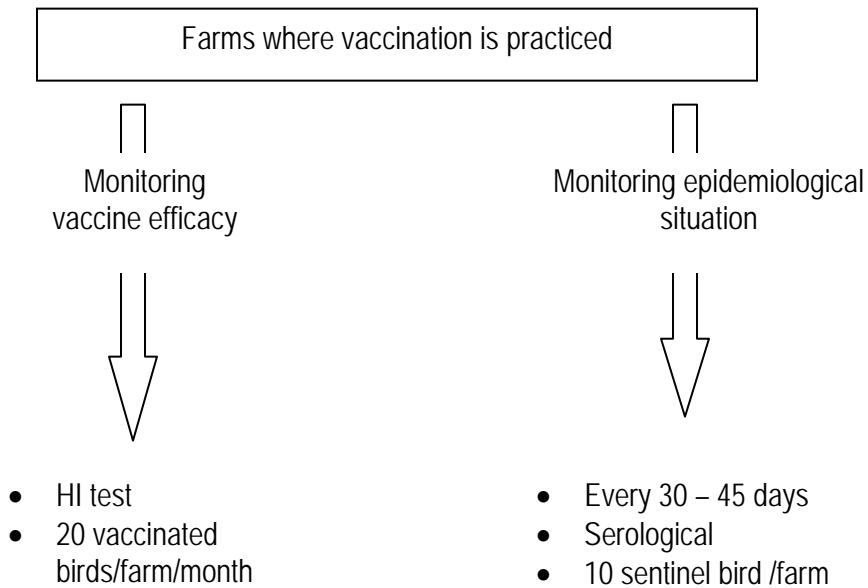 Farms where vaccination is practiced
Monitoring
vaccine efficacy
Monitoring epidemiological
situation
• HI test
• 20 vaccinated
birds/farm/month
• Every 30 – 45 days
• Serological
• 10 sentinel bird /farm